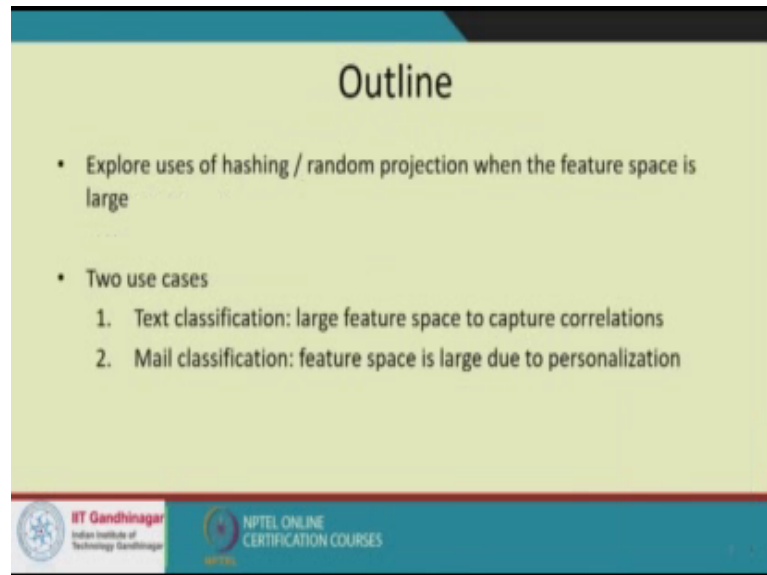 Outline
• Explore uses of hashing / random projection when the feature space is
large
• Two use cases
1. Text classification: large feature space to capture correlations
2. Mail classification: feature space is large due to personalization
IIT Gandhinagar
Indian Institute of
Technology Gandhinagar
NPTEL
NPTEL ONLINE
CERTIFICATION COURSES